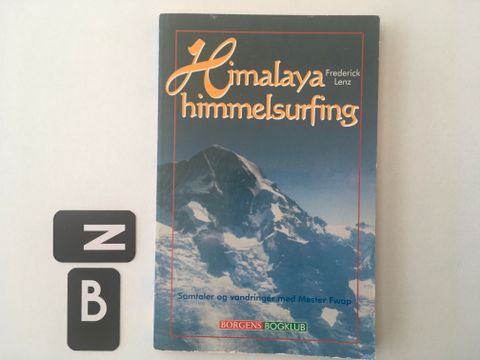 Himalaya
Frederick
Lenz
himmelsurfing
Samtaler og vandringer med Mester Fwap
BORGENS BOGKLUB
N
B